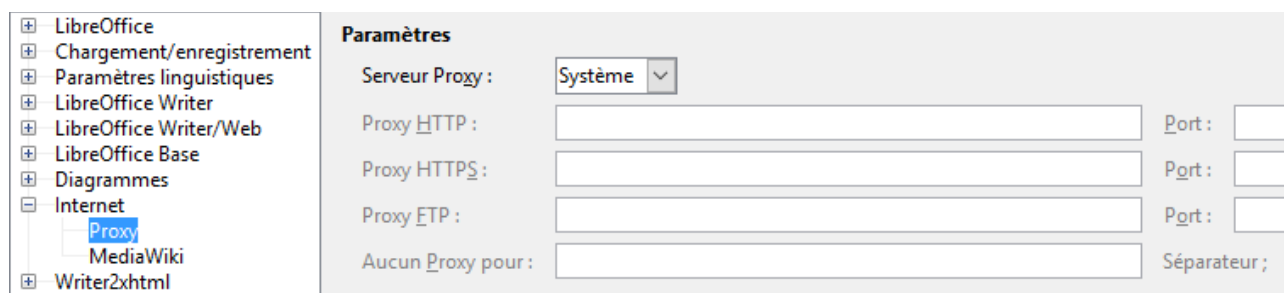 LibreOffice
Chargement/enregistrement
Paramètres linguistiques
LibreOffice Writer
LibreOffice Writer/Web
LibreOffice Base
Diagrammes
Internet
Proxy
MediaWiki
Writer2xhtml
Paramètres
Serveur Proxy : Système
Proxy HTTP : Port :
Proxy HTTPS : Port :
Proxy FTP : Port :
Aucun Proxy pour : Séparateur ;